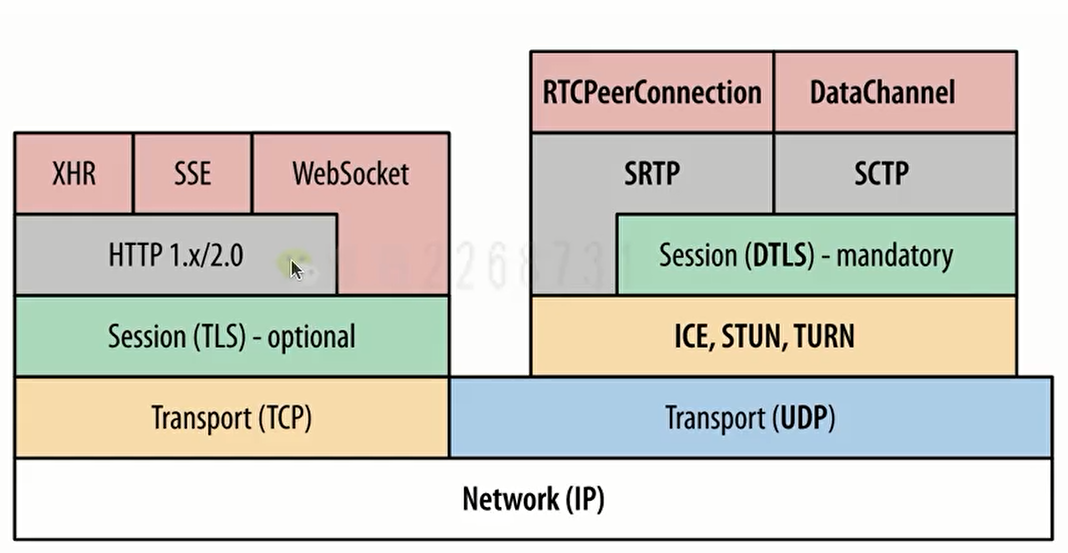 RTCPeerConnection
DataChannel
XHR
SSE
WebSocket
SRTP
SCTP
HTTP 1.x/2.0
Session (DTLS) - mandatory
Session (TLS) - optional
ICE, STUN, TURN
Transport (TCP)
Transport (UDP)
Network (IP)